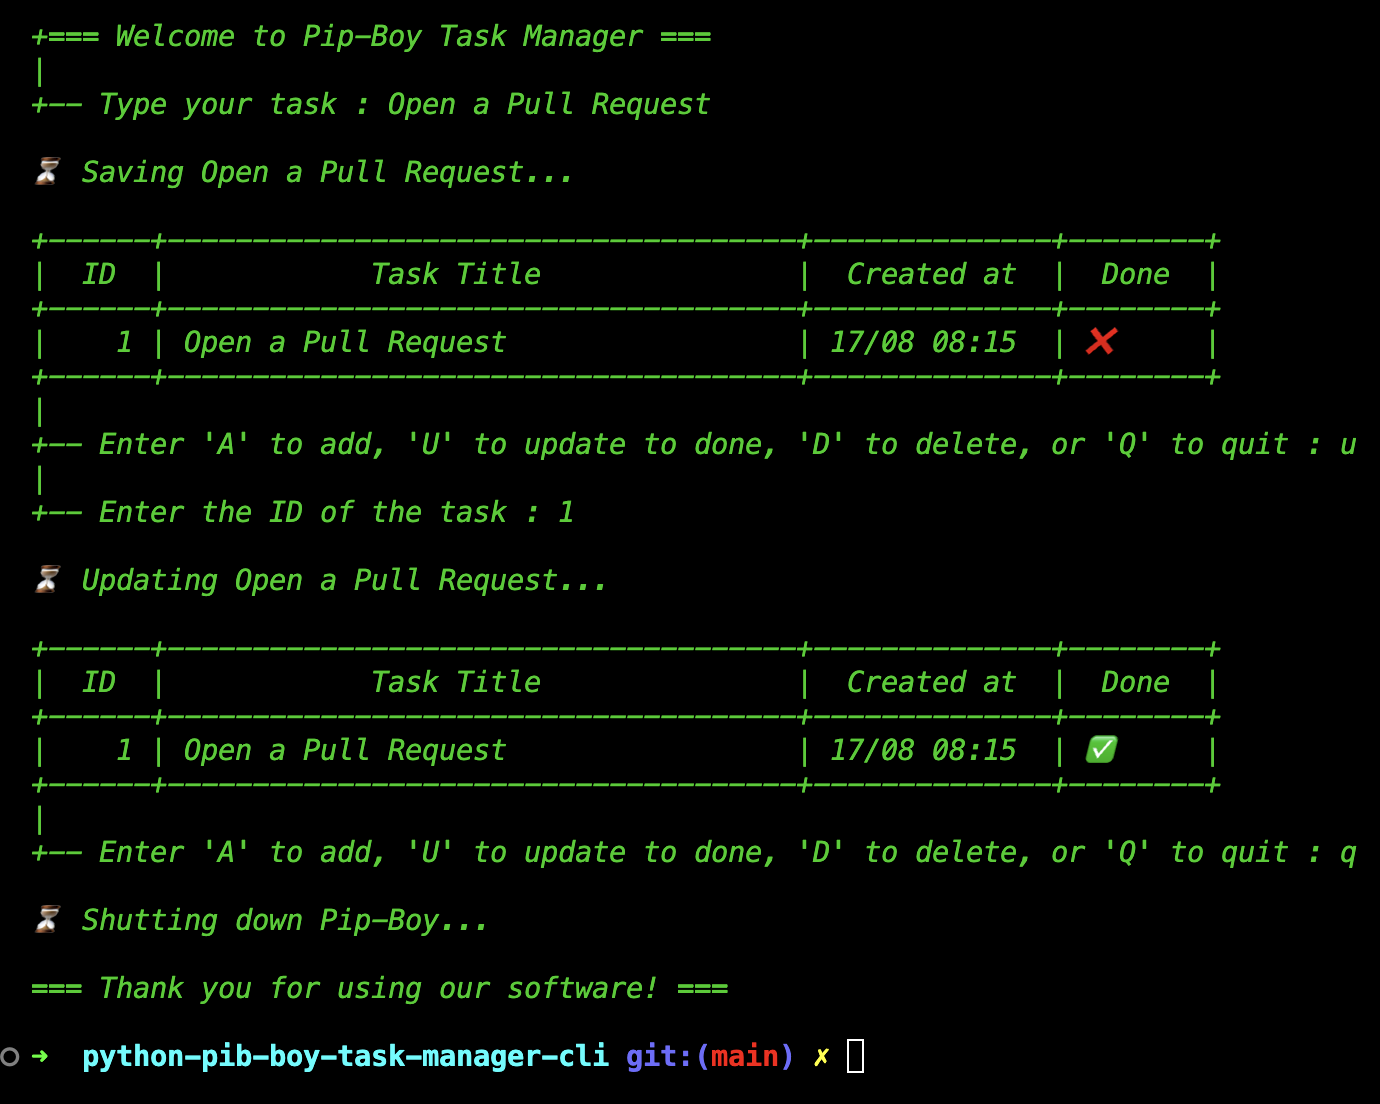 +=== Welcome to Pip-Boy Task Manager ===
|
+-- Type your task : Open a Pull Request
⏳ Saving Open a Pull Request...
+------+--------------------------------------+--------------+--------+
|  ID  |            Task Title               |  Created at  |  Done  |
+------+--------------------------------------+--------------+--------+
|    1 | Open a Pull Request                 | 17/08 08:15  | ❌     |
+------+--------------------------------------+--------------+--------+
|
+-- Enter 'A' to add, 'U' to update to done, 'D' to delete, or 'Q' to quit : u
|
+-- Enter the ID of the task : 1
⏳ Updating Open a Pull Request...
+------+--------------------------------------+--------------+--------+
|  ID  |            Task Title               |  Created at  |  Done  |
+------+--------------------------------------+--------------+--------+
|    1 | Open a Pull Request                 | 17/08 08:15  | ✅     |
+------+--------------------------------------+--------------+--------+
|
+-- Enter 'A' to add, 'U' to update to done, 'D' to delete, or 'Q' to quit : q
⏳ Shutting down Pip-Boy...
=== Thank you for using our software! ===
➜  python-pib-boy-task-manager-cli git:(main) ✗